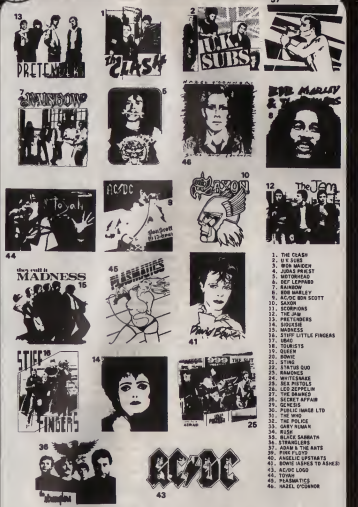 13
PRETENDERS
1
the CLASH
2
U.K. SUBS
37
7
RAINBOW
5
HAZEL O'CONNOR
46
BOB MARLEY
& THE WAILERS
8
Toyah
44
AC/DC
Bon Scott
9
10
SAXON
12
The Jam
they call it
MADNESS
15
45
PLASMATICS
David Bowie
41
STIFF
16
LITTLE
FINGERS
14
999
25
36
the stranglers
AC/DC
43
1. THE CLASH
2. U K SUBS
3. IRON MAIDEN
4. JUDAS PRIEST
5. MOTORHEAD
6. DEF LEPPARD
7. RAINBOW
8. BOB MARLEY
9. AC/DC BON SCOTT
10. SAXON
11. SCORPIONS
12. THE JAM
13. PRETENDERS
14. SIOUXSIE
15. MADNESS
16. STIFF LITTLE FINGERS
17. UB40
18. TOURISTS
19. QUEEN
20. BOWIE
21. STING
22. STATUS QUO
23. RAMONES
24. WHITESNAKE
25. SEX PISTOLS
26. LED ZEPPELIN
27. THE DAMNED
28. SECRET AFFAIR
29. GENESIS
30. PUBLIC IMAGE LTD
31. THE WHO
32. THE POLICE
33. GARY NUMAN
34. RUSH
35. BLACK SABBATH
36. STRANGLERS
37. ADAM & THE ANTS
39. PINK FLOYD
40. ANGELIC UPSTARTS
41. BOWIE (ASHES TO ASHES)
43. AC/DC LOGO
44. TOYAH
45. PLASMATICS
46. HAZEL O'CONNOR